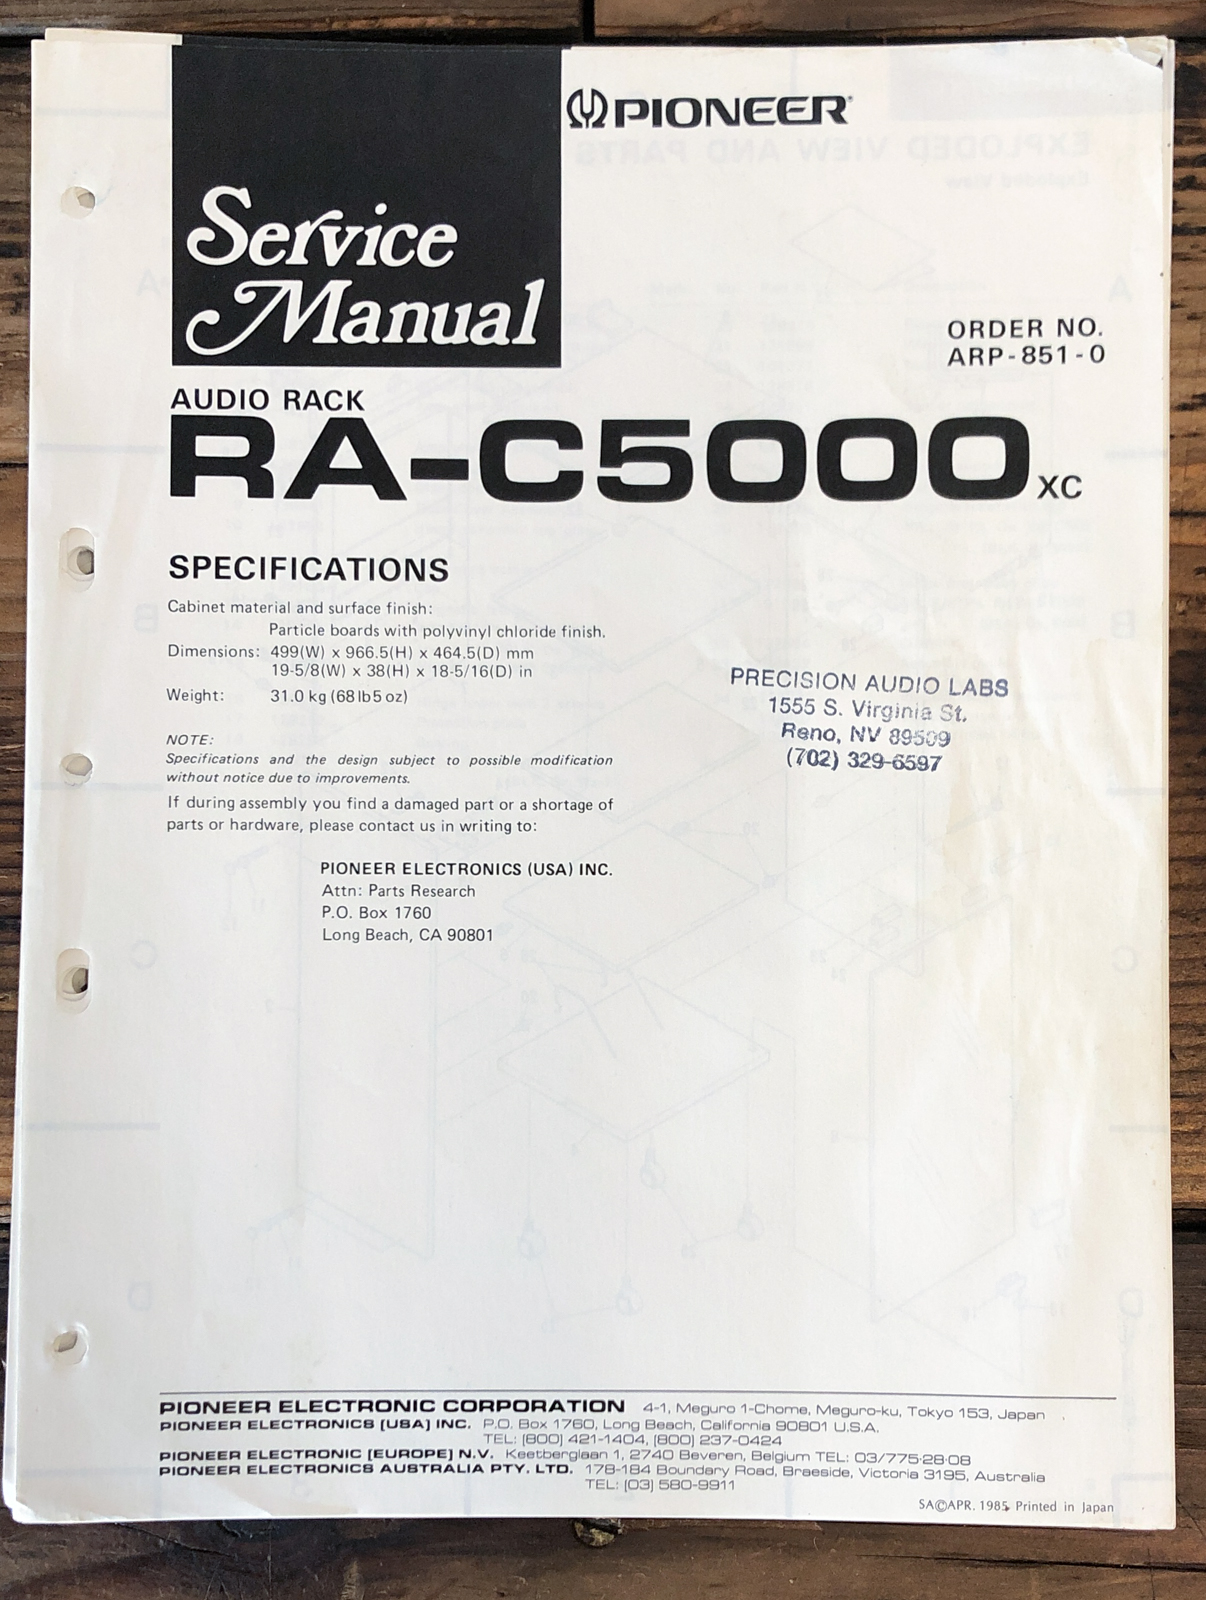 PIONEER
Service
Manual
ORDER NO.
ARP-851-0
AUDIO RACK
RA-C5000 XC
SPECIFICATIONS
Cabinet material and surface finish:
Particle boards with polyvinyl chloride finish.
Dimensions: 499(W) x 966.5(H) x 464.5(D) mm
19-5/8(W) x 38(H) x 18-5/16(D) in
Weight: 31.0 kg (68 lb 5 oz)
NOTE:
Specifications and the design subject to possible modification
without notice due to improvements.
If during assembly you find a damaged part or a shortage of
parts or hardware, please contact us in writing to:
PIONEER ELECTRONICS (USA) INC.
Attn: Parts Research
P.O. Box 1760
Long Beach, CA 90801
PRECISION AUDIO LABS
1555 S. Virginia St.
Reno, NV 89509
(702) 329-6597
PIONEER ELECTRONIC CORPORATION 4-1, Meguro 1-Chome, Meguro-ku, Tokyo 153, Japan
PIONEER ELECTRONICS [USA] INC. P.O. Box 1760, Long Beach, California 90801 U.S.A.
TEL: [800] 421-1404, [800] 237-0424
PIONEER ELECTRONIC [EUROPE] N.V. Keetberglaan 1, 2740 Beveren, Belgium TEL: 03/775·28·08
PIONEER ELECTRONICS AUSTRALIA PTY. LTD. 178-184 Boundary Road, Braeside, Victoria 3195, Australia
TEL: [03] 580-9911
SA©APR. 1985 Printed in Japan